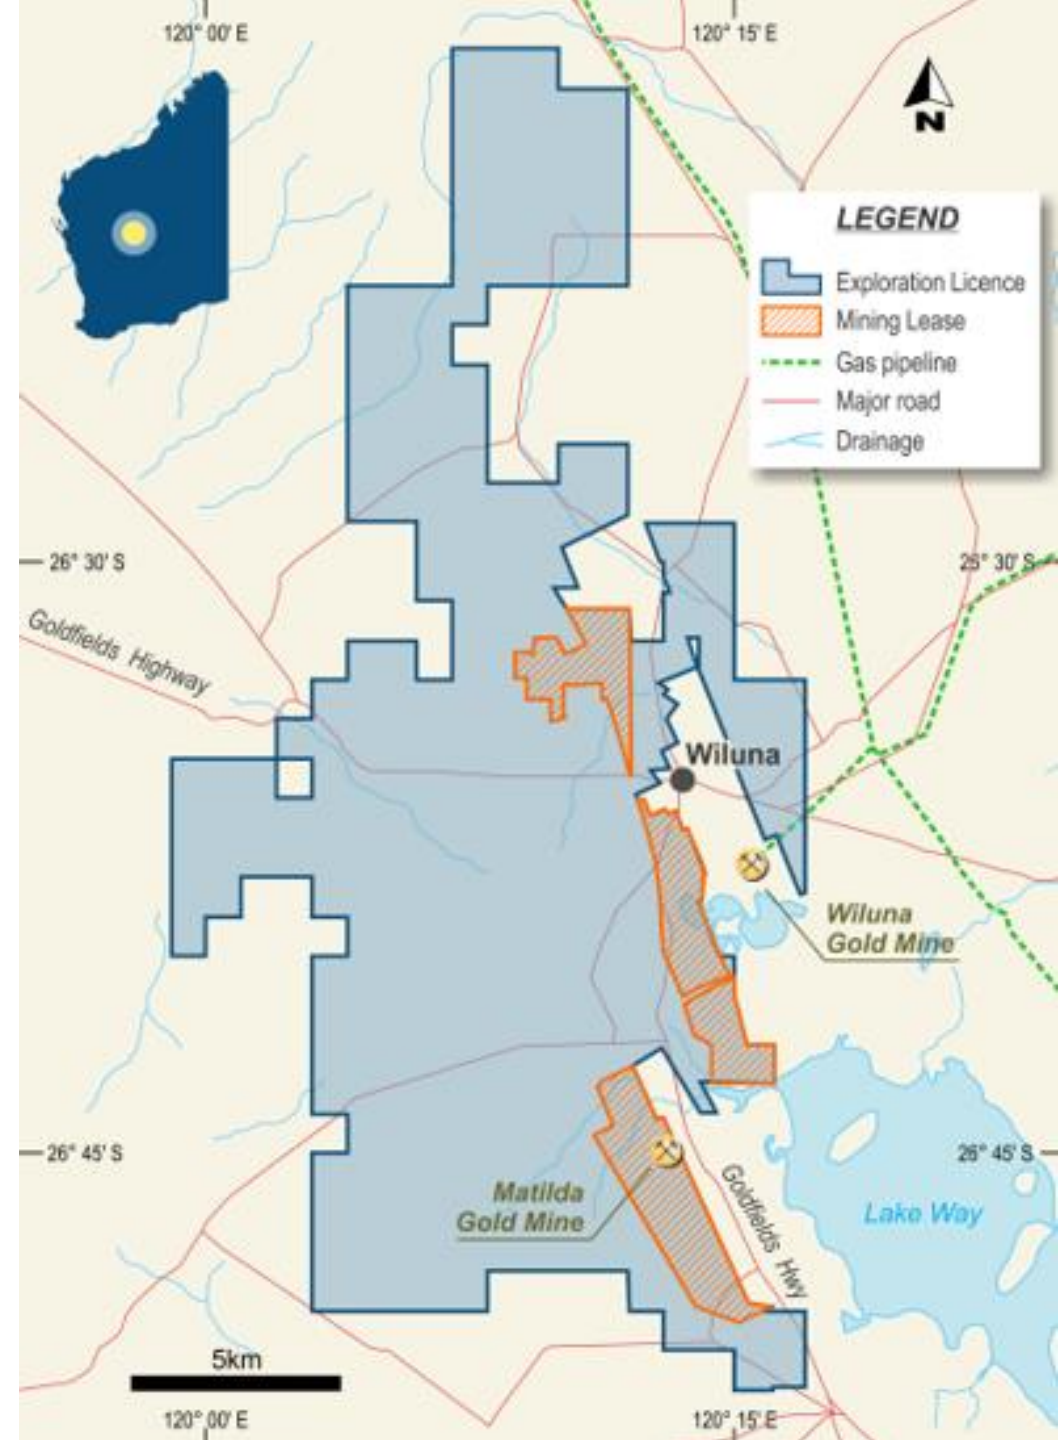 120° 00' E
120° 15' E
N
LEGEND
Exploration Licence
Mining Lease
Gas pipeline
Major road
Drainage
26° 30' S
25° 30' S
Goldfields Highway
Wiluna
Wiluna
Gold Mine
26° 45' S
26° 45' S
Matilda
Gold Mine
Goldfields Hwy
Lake Way
5km
120° 00' E
120° 15' E